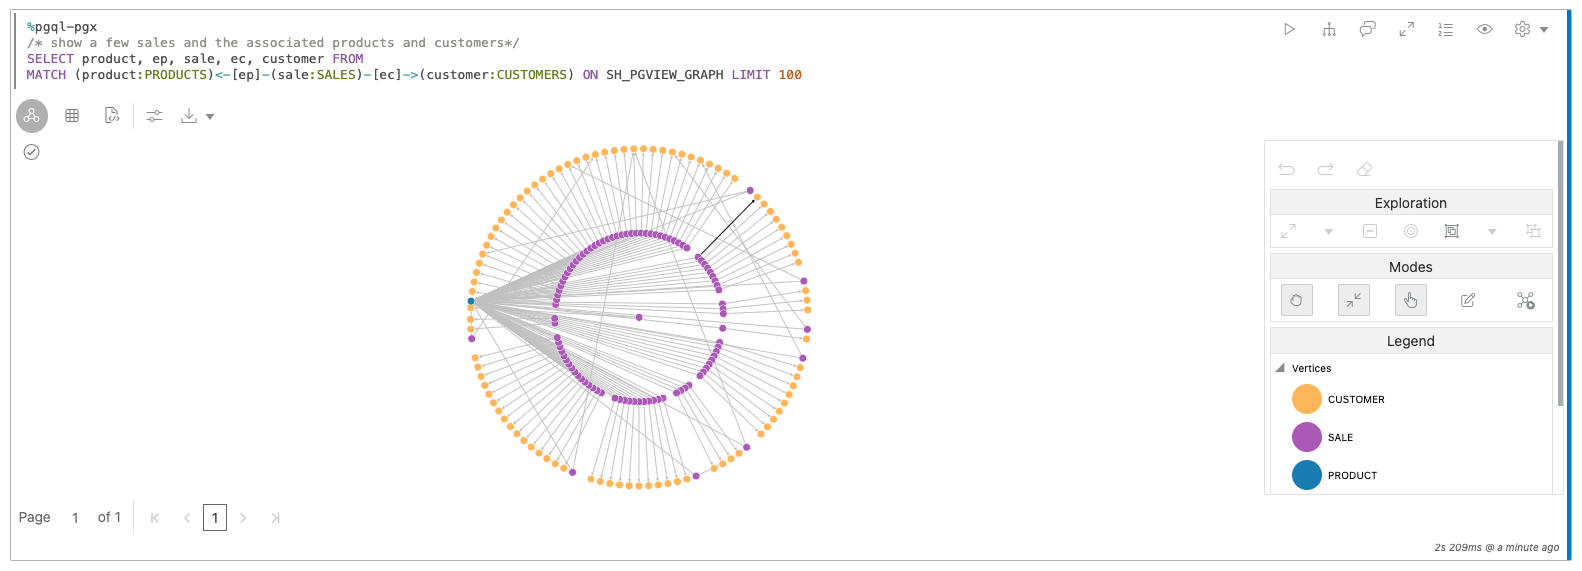 %pgql-pgx
/* show a few sales and the associated products and customers*/
SELECT product, ep, sale, ec, customer FROM
MATCH (product:PRODUCTS)<-[ep]-(sale:SALES)-[ec]->(customer:CUSTOMERS) ON SH_PGVIEW_GRAPH LIMIT 100
Exploration
Modes
Legend
Vertices
CUSTOMER
SALE
PRODUCT
Page 1 of 1 1
2s 209ms @ a minute ago